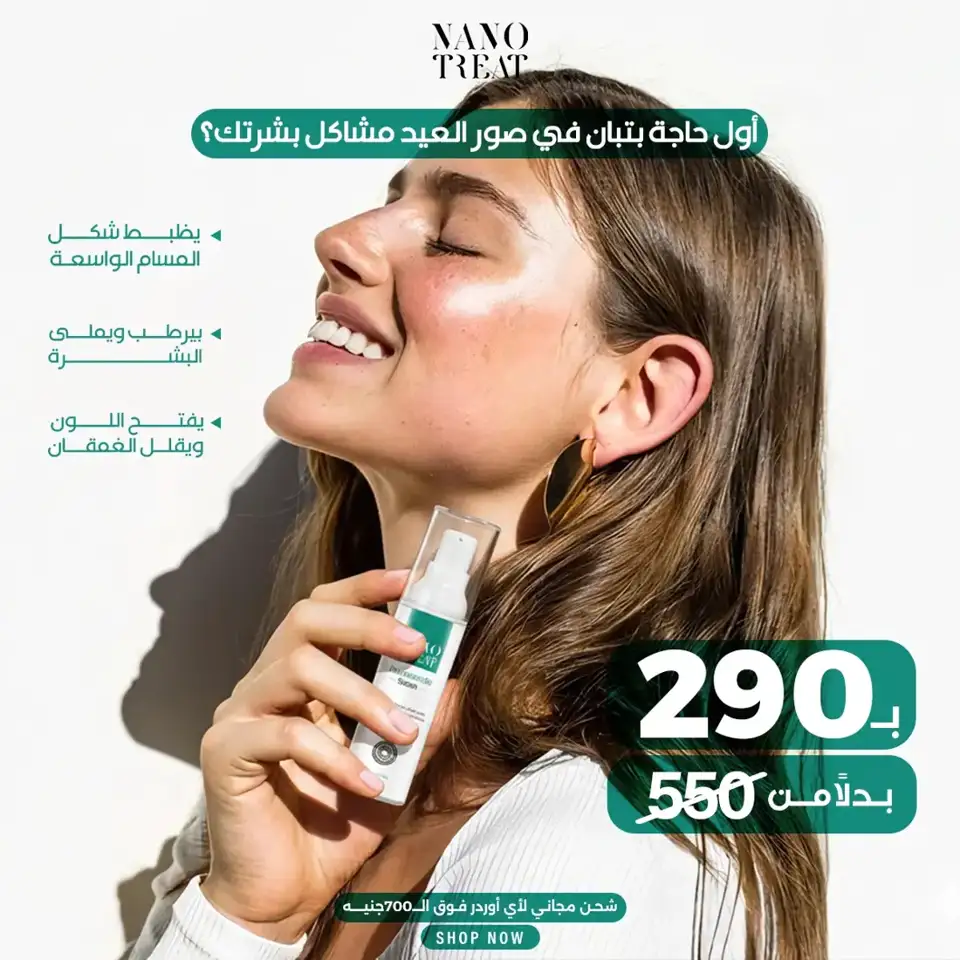 NANO
TREAT
أول حاجة بتبان في صور العيد مشاكل بشرتك؟
يظبط شكل
المسام الواسعة
بيرطب ويملى
البشرة
يفتح اللون
ويقلل الغمقان
بـ290
بدلًا من 550
شحن مجاني لأي أوردر فوق الـ700جنيه
SHOP NOW